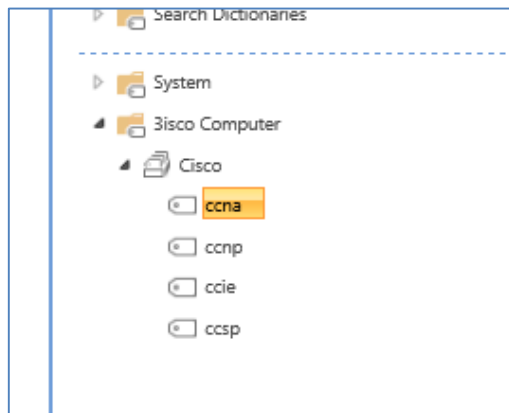 Search Dictionaries
System
3isco Computer
Cisco
ccna
ccnp
ccie
ccsp